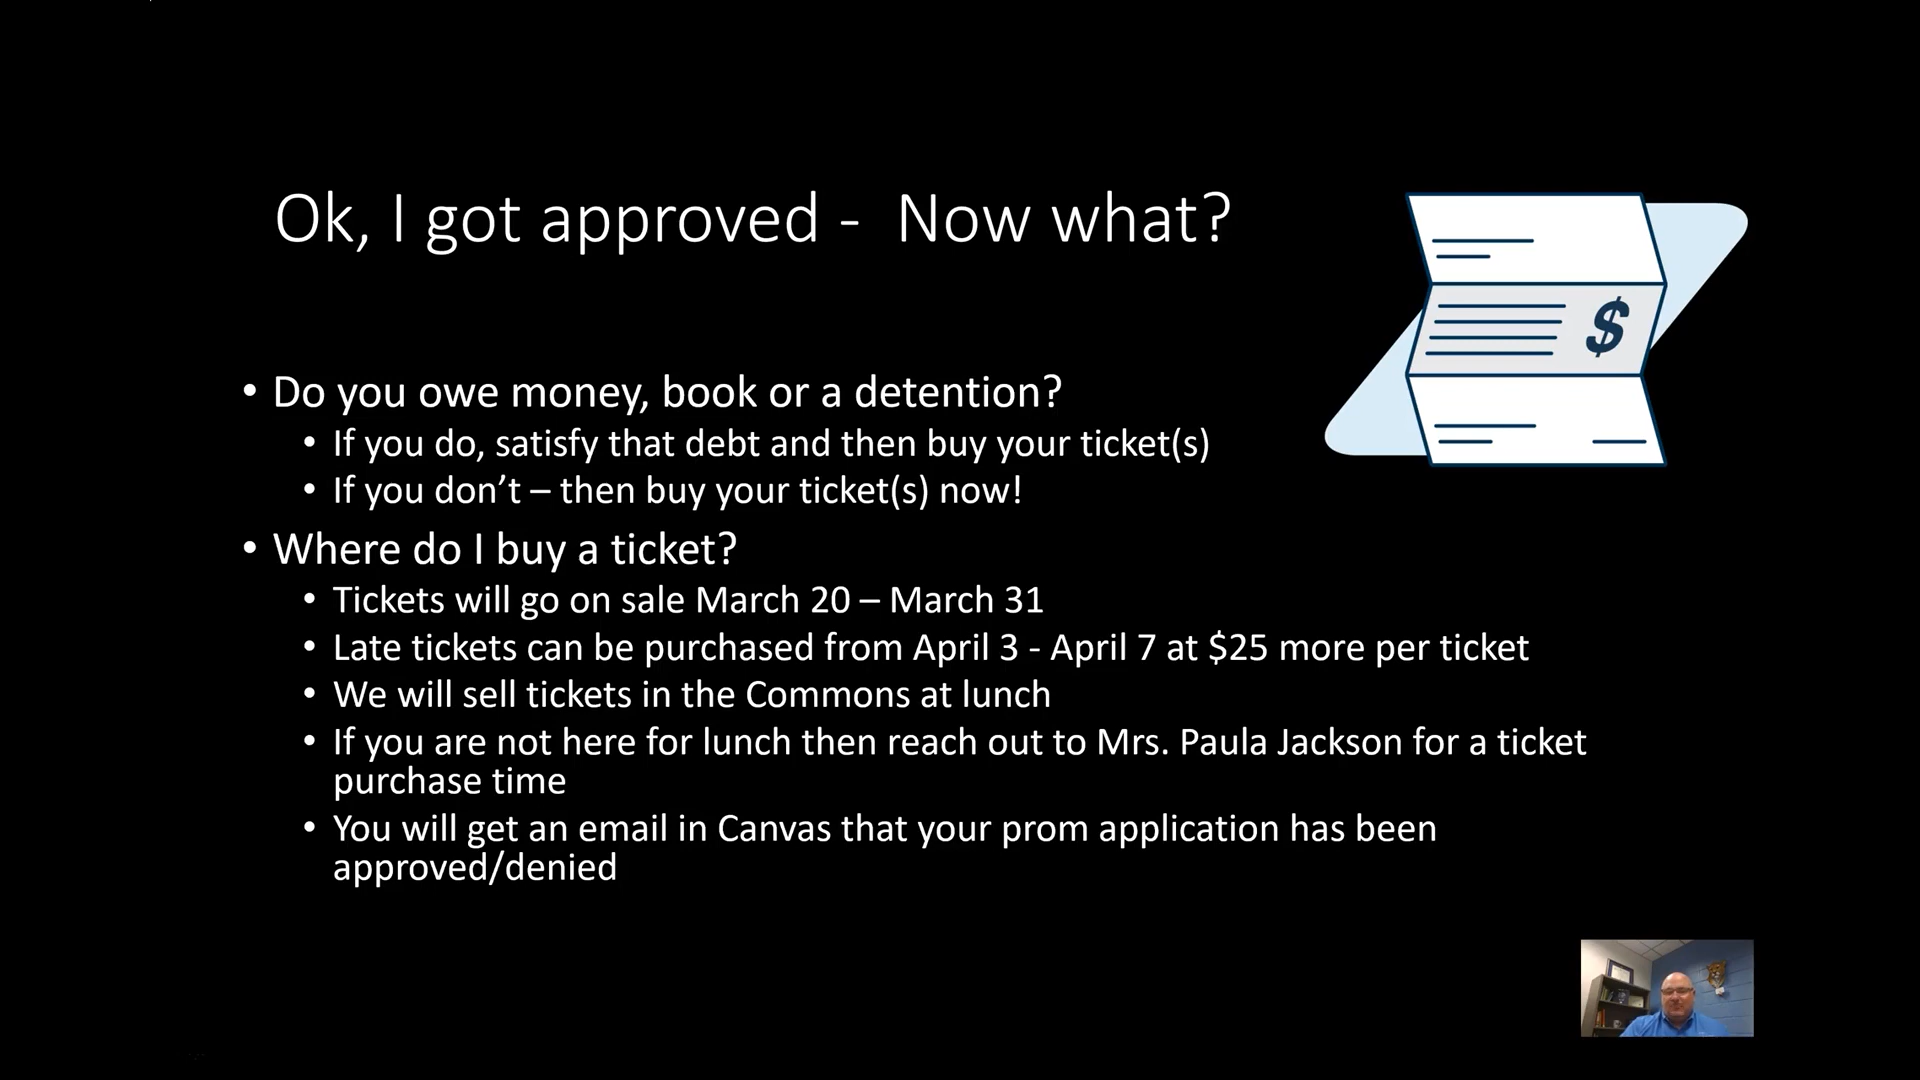 Ok, I got approved -  Now what?
$
• Do you owe money, book or a detention?
• If you do, satisfy that debt and then buy your ticket(s)
• If you don’t – then buy your ticket(s) now!
• Where do I buy a ticket?
• Tickets will go on sale March 20 – March 31
• Late tickets can be purchased from April 3 - April 7 at $25 more per ticket
• We will sell tickets in the Commons at lunch
• If you are not here for lunch then reach out to Mrs. Paula Jackson for a ticket
purchase time
• You will get an email in Canvas that your prom application has been
approved/denied